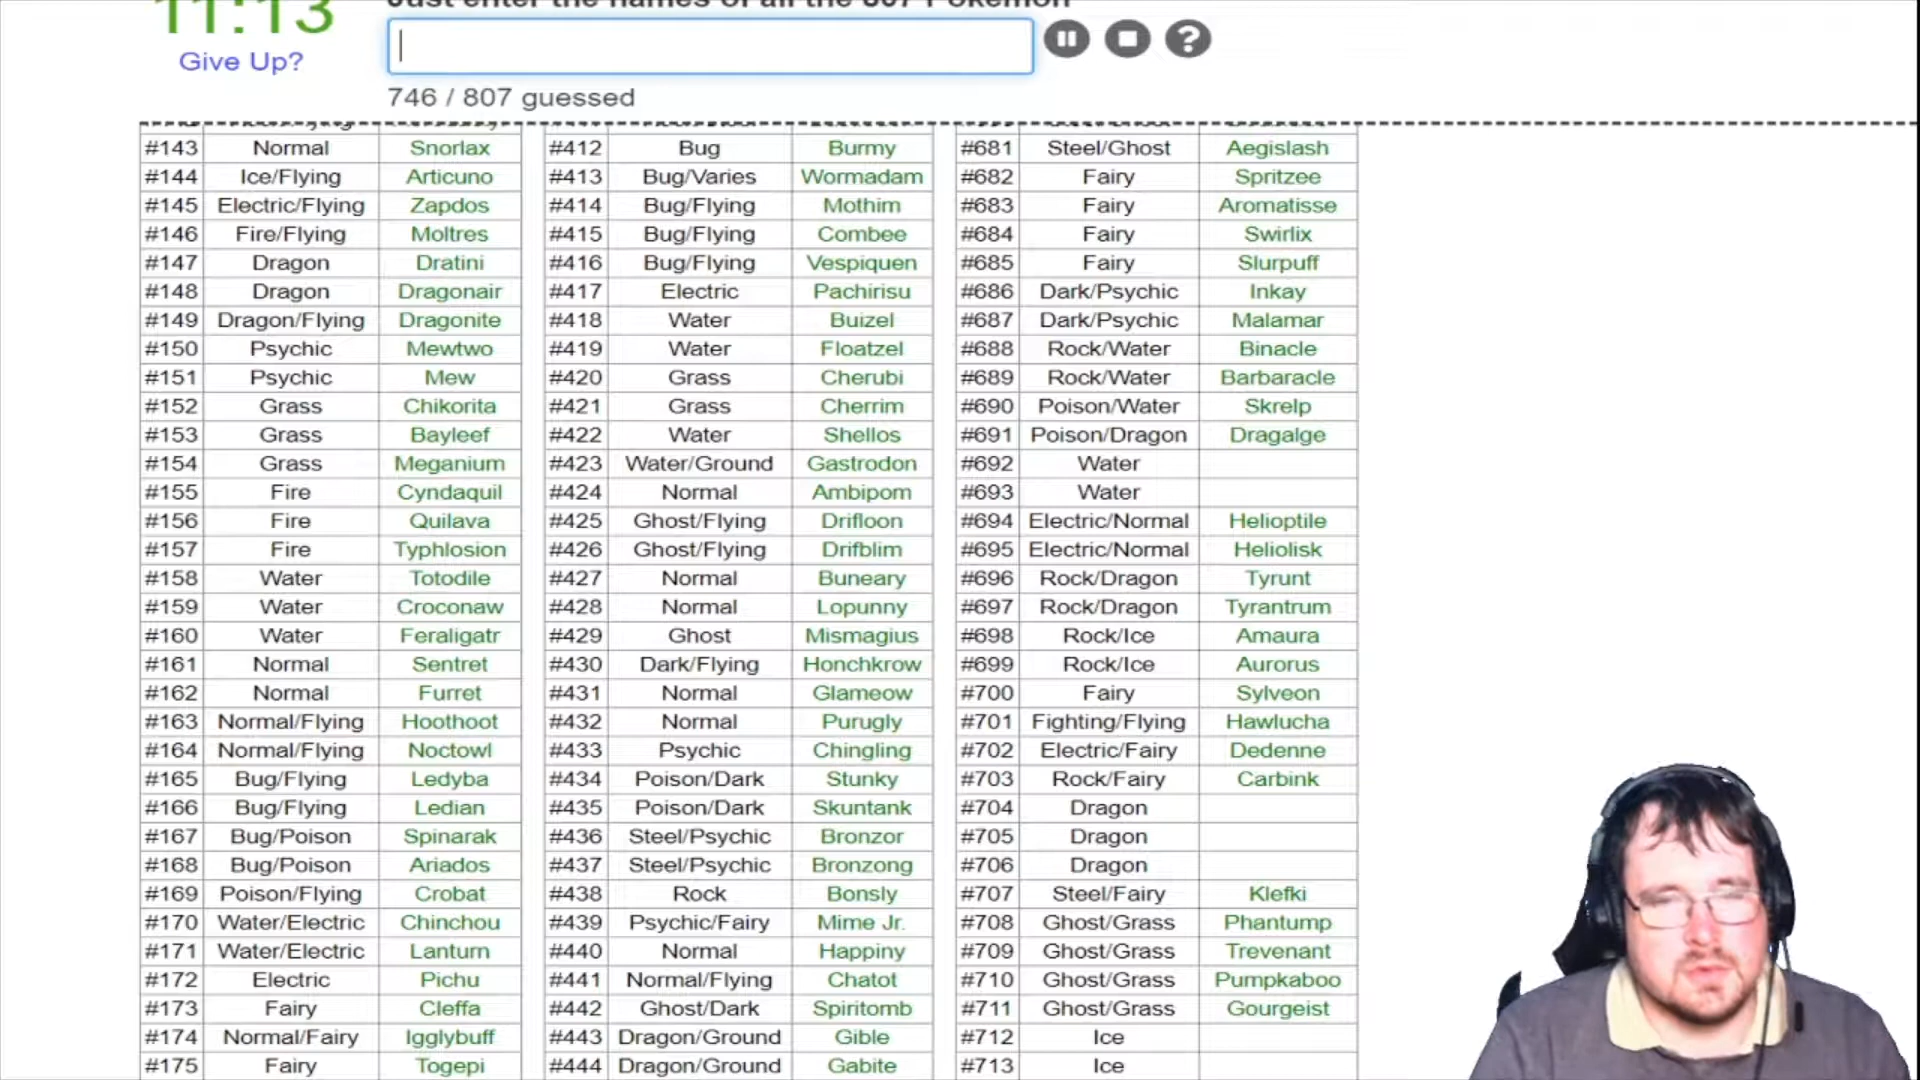 11:13
Just enter the names of all the 807 Pokemon
Give Up?
746 / 807 guessed
#143 Normal Snorlax #412 Bug Burmy #681 Steel/Ghost Aegislash
#144 Ice/Flying Articuno #413 Bug/Varies Wormadam #682 Fairy Spritzee
#145 Electric/Flying Zapdos #414 Bug/Flying Mothim #683 Fairy Aromatisse
#146 Fire/Flying Moltres #415 Bug/Flying Combee #684 Fairy Swirlix
#147 Dragon Dratini #416 Bug/Flying Vespiquen #685 Fairy Slurpuff
#148 Dragon Dragonair #417 Electric Pachirisu #686 Dark/Psychic Inkay
#149 Dragon/Flying Dragonite #418 Water Buizel #687 Dark/Psychic Malamar
#150 Psychic Mewtwo #419 Water Floatzel #688 Rock/Water Binacle
#151 Psychic Mew #420 Grass Cherubi #689 Rock/Water Barbaracle
#152 Grass Chikorita #421 Grass Cherrim #690 Poison/Water Skrelp
#153 Grass Bayleef #422 Water Shellos #691 Poison/Dragon Dragalge
#154 Grass Meganium #423 Water/Ground Gastrodon #692 Water
#155 Fire Cyndaquil #424 Normal Ambipom #693 Water
#156 Fire Quilava #425 Ghost/Flying Drifloon #694 Electric/Normal Helioptile
#157 Fire Typhlosion #426 Ghost/Flying Drifblim #695 Electric/Normal Heliolisk
#158 Water Totodile #427 Normal Buneary #696 Rock/Dragon Tyrunt
#159 Water Croconaw #428 Normal Lopunny #697 Rock/Dragon Tyrantrum
#160 Water Feraligatr #429 Ghost Mismagius #698 Rock/Ice Amaura
#161 Normal Sentret #430 Dark/Flying Honchkrow #699 Rock/Ice Aurorus
#162 Normal Furret #431 Normal Glameow #700 Fairy Sylveon
#163 Normal/Flying Hoothoot #432 Normal Purugly #701 Fighting/Flying Hawlucha
#164 Normal/Flying Noctowl #433 Psychic Chingling #702 Electric/Fairy Dedenne
#165 Bug/Flying Ledyba #434 Poison/Dark Stunky #703 Rock/Fairy Carbink
#166 Bug/Flying Ledian #435 Poison/Dark Skuntank #704 Dragon
#167 Bug/Poison Spinarak #436 Steel/Psychic Bronzor #705 Dragon
#168 Bug/Poison Ariados #437 Steel/Psychic Bronzong #706 Dragon
#169 Poison/Flying Crobat #438 Rock Bonsly #707 Steel/Fairy Klefki
#170 Water/Electric Chinchou #439 Psychic/Fairy Mime Jr. #708 Ghost/Grass Phantump
#171 Water/Electric Lanturn #440 Normal Happiny #709 Ghost/Grass Trevenant
#172 Electric Pichu #441 Normal/Flying Chatot #710 Ghost/Grass Pumpkaboo
#173 Fairy Cleffa #442 Ghost/Dark Spiritomb #711 Ghost/Grass Gourgeist
#174 Normal/Fairy Igglybuff #443 Dragon/Ground Gible #712 Ice
#175 Fairy Togepi #444 Dragon/Ground Gabite #713 Ice